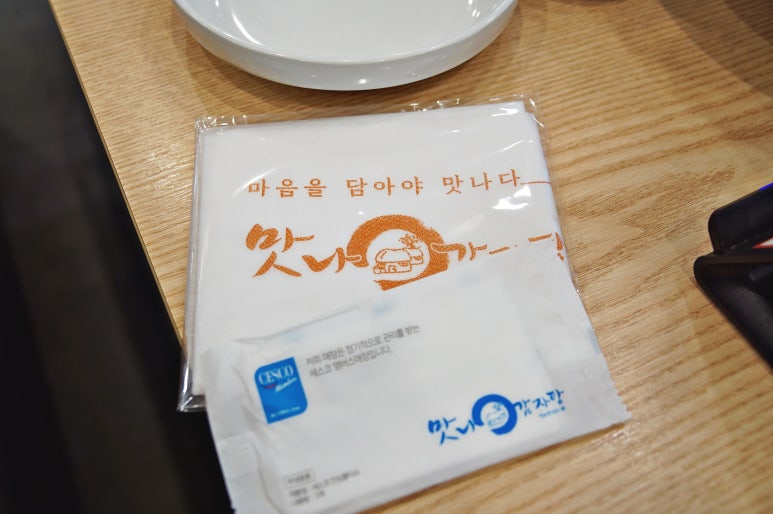 마음을 담아야 맛나다
맛나
저희 매장은 정기적으로 관리를 받는
세스코 멤버스매장입니다.
CESCO
Member
맛나감자탕